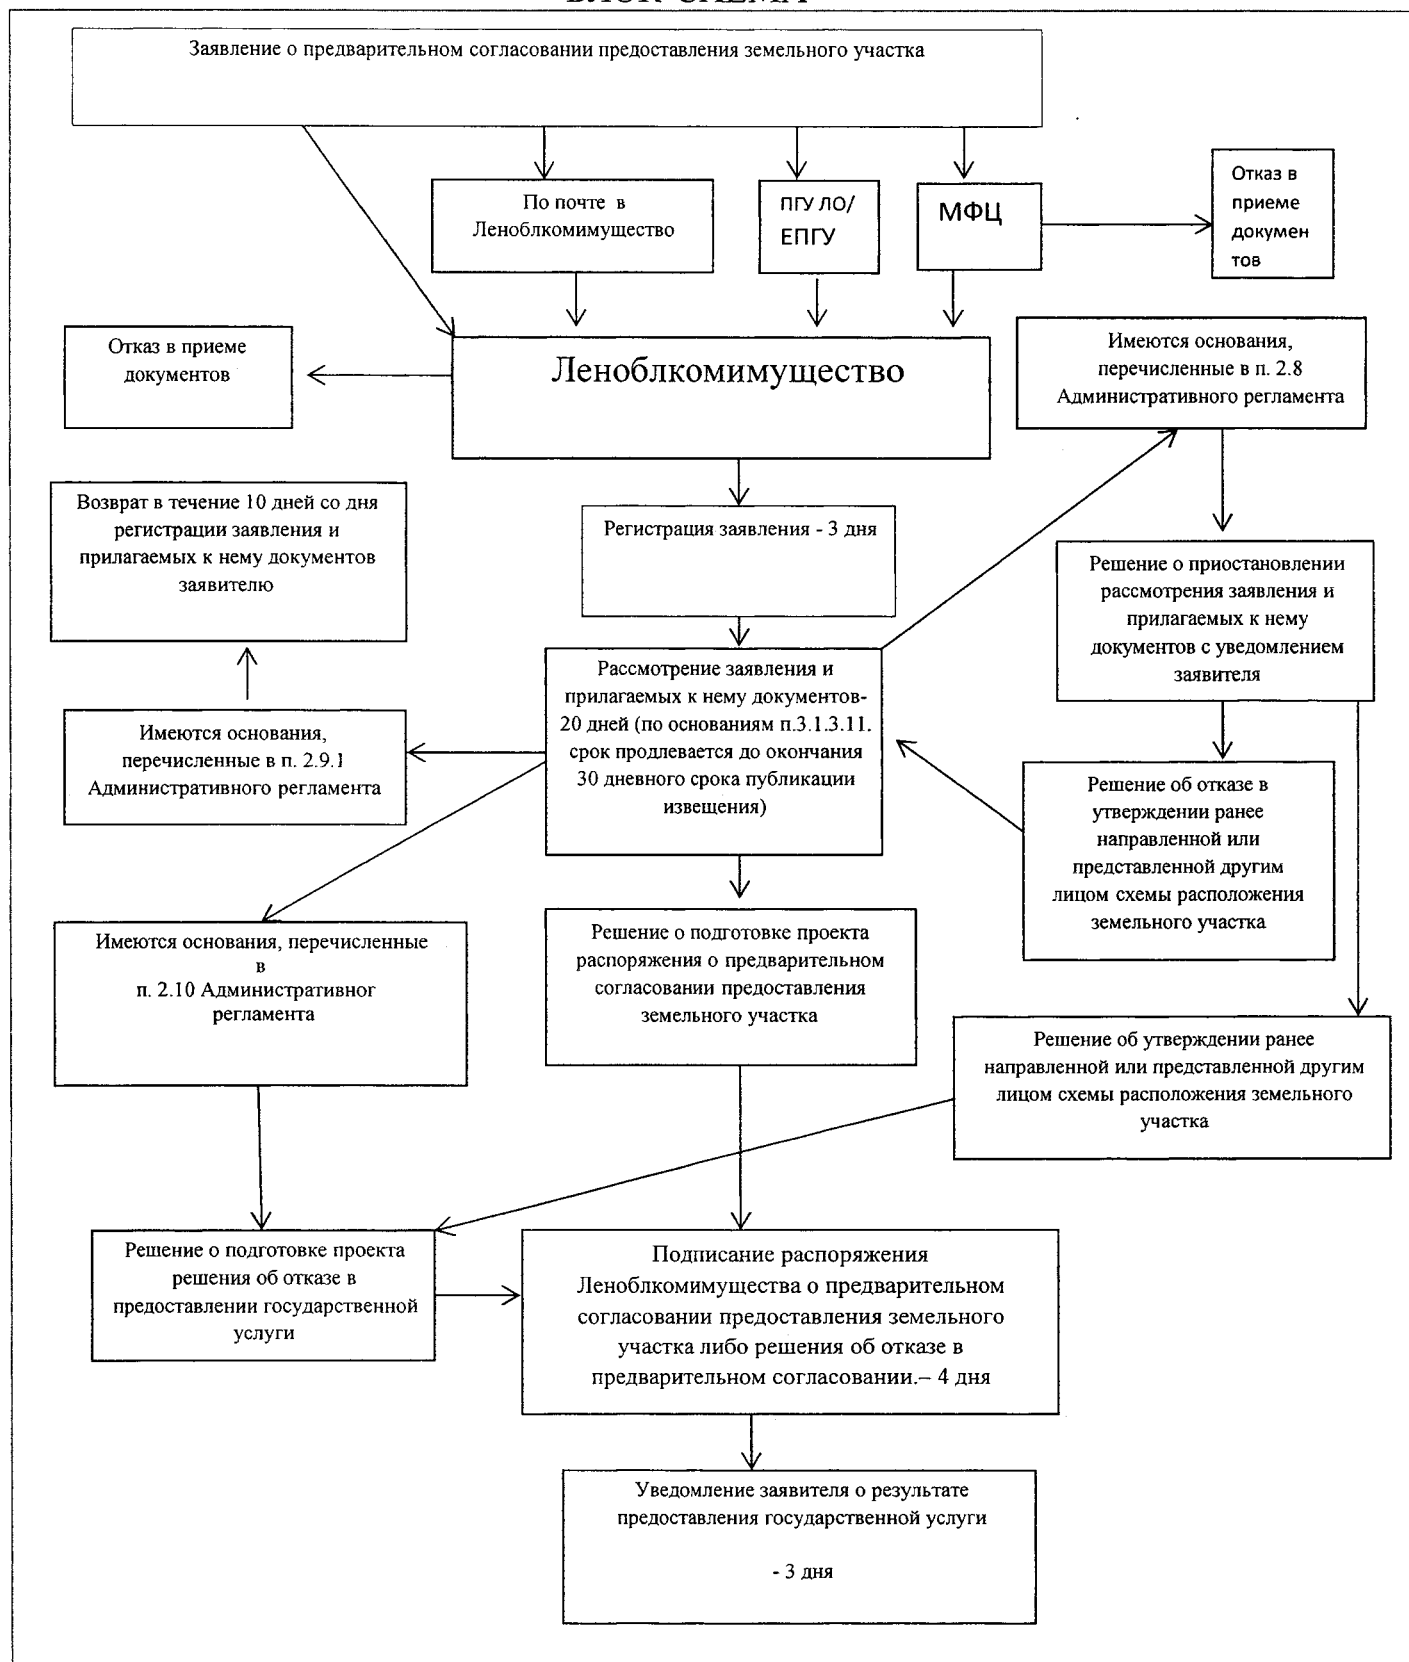 БЛОК-СХЕМА
Заявление о предварительном согласовании предоставления земельного участка
По почте в
Леноблкомимущество
ПГУ ЛО/
ЕПГУ
МФЦ
Отказ в
приеме
докумен
тов
Отказ в приеме
документов
Леноблкомимущество
Имеются основания,
перечисленные в п. 2.8
Административного регламента
Возврат в течение 10 дней со дня
регистрации заявления и
прилагаемых к нему документов
заявителю
Регистрация заявления - 3 дня
Решение о приостановлении
рассмотрения заявления и
прилагаемых к нему
документов с уведомлением
заявителя
Рассмотрение заявления и
прилагаемых к нему документов-
20 дней (по основаниям п.3.1.3.11.
срок продлевается до окончания
30 дневного срока публикации
извещения)
Имеются основания,
перечисленные в п. 2.9.1
Административного регламента
Решение об отказе в
утверждении ранее
направленной или
представленной другим
лицом схемы расположения
земельного участка
Имеются основания, перечисленные
в
п. 2.10 Административног
регламента
Решение о подготовке проекта
распоряжения о предварительном
согласовании предоставления
земельного участка
Решение об утверждении ранее
направленной или представленной другим
лицом схемы расположения земельного
участка
Решение о подготовке проекта
решения об отказе в
предоставлении государственной
услуги
Подписание распоряжения
Леноблкомимущества о предварительном
согласовании предоставления земельного
участка либо решения об отказе в
предварительном согласовании.– 4 дня
Уведомление заявителя о результате
предоставления государственной услуги
- 3 дня